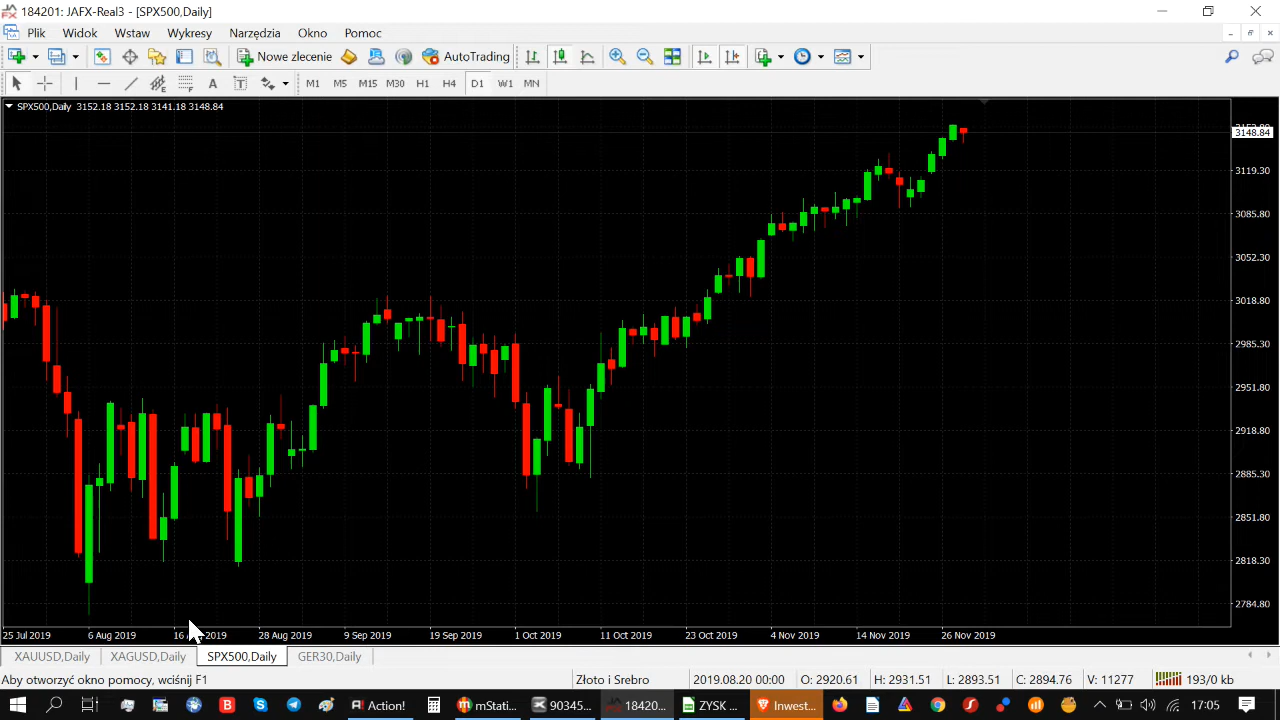 184201: JAFX-Real3 - [SPX500,Daily]
Plik Widok Wstaw Wykresy Narzędzia Okno Pomoc
Nowe zlecenie AutoTrading
A T M1 M5 M15 M30 H1 H4 D1 W1 MN
SPX500,Daily 3152.18 3152.18 3141.18 3148.84
3148.84
3119.30
3085.80
3052.30
3018.80
2985.30
2951.80
2918.80
2885.30
2851.80
2818.30
2784.80
25 Jul 2019 6 Aug 2019 2019 28 Aug 2019 9 Sep 2019 19 Sep 2019 1 Oct 2019 11 Oct 2019 23 Oct 2019 4 Nov 2019 14 Nov 2019 26 Nov 2019
XAUUSD,Daily XAGUSD,Daily SPX500,Daily GER30,Daily
Aby otworzyć okno pomocy, wciśnij F1 Złoto i Srebro 2019.08.20 00:00 O: 2920.61 H: 2931.51 L: 2893.51 C: 2894.76 V: 11277 193/0 kb
Action! mStati... 90345... 18420... ZYSK ... Invest... 17:05